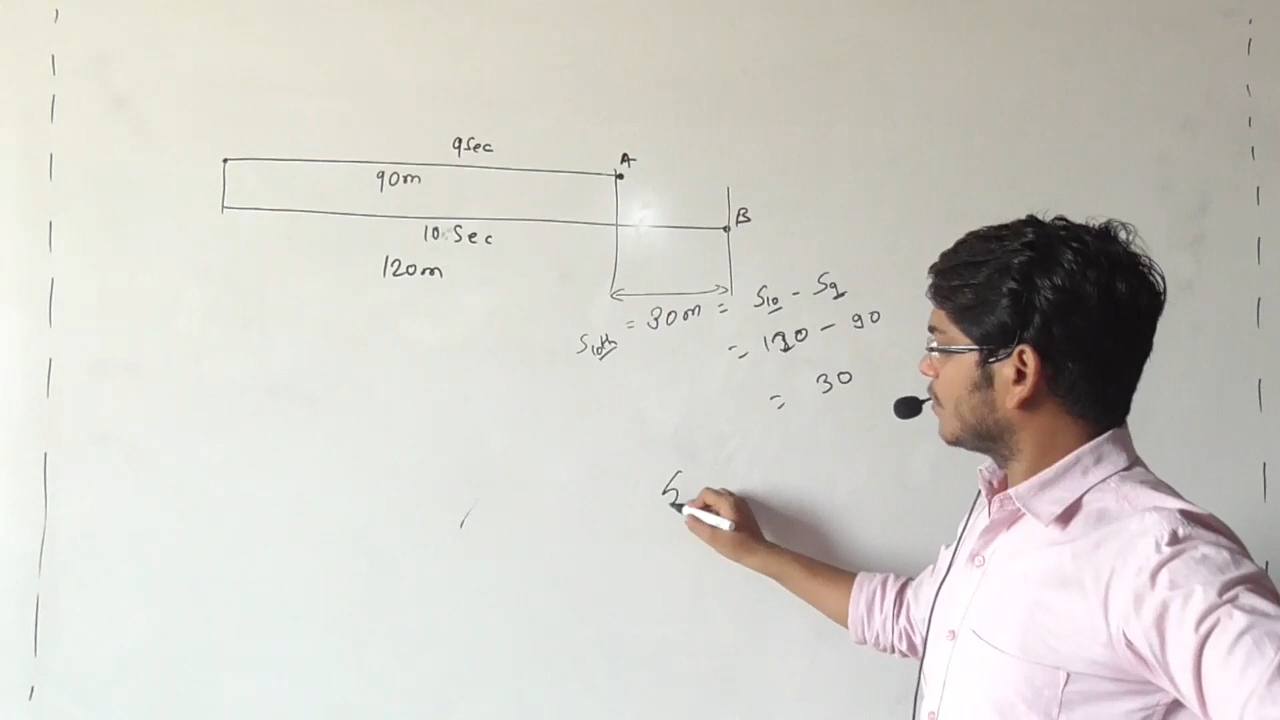 9Sec
A
90m
B
10 Sec
120m
S10th = 30m = S10 - S9
= 120 - 90
= 30
S